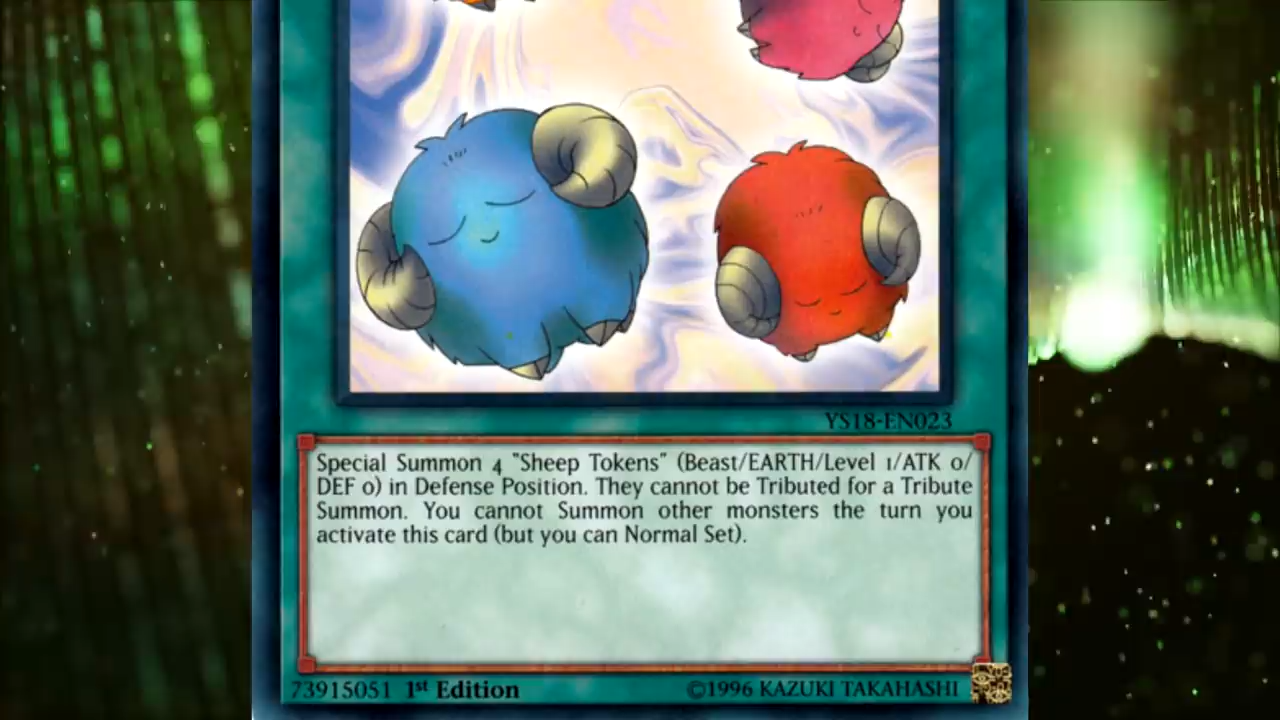 YS18-EN023
Special Summon 4 "Sheep Tokens" (Beast/EARTH/Level 1/ATK 0/
DEF 0) in Defense Position. They cannot be Tributed for a Tribute
Summon. You cannot Summon other monsters the turn you
activate this card (but you can Normal Set).
73915051 1st Edition
©1996 KAZUKI TAKAHASHI